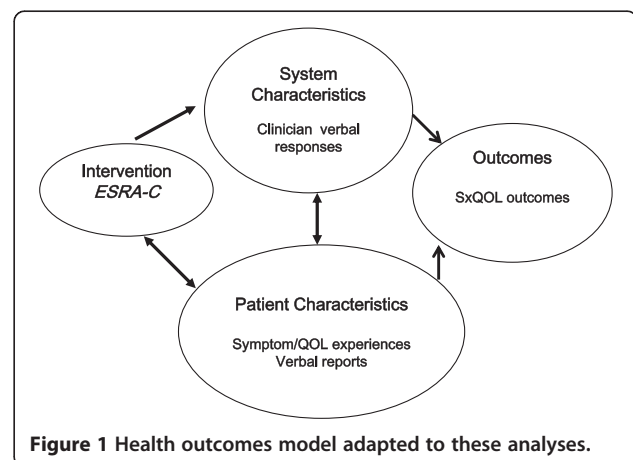 System
Characteristics
Clinician verbal
responses
Intervention
ESRA-C
Outcomes
SxQOL outcomes
Patient Characteristics
Symptom/QOL experiences
Verbal reports
Figure 1 Health outcomes model adapted to these analyses.